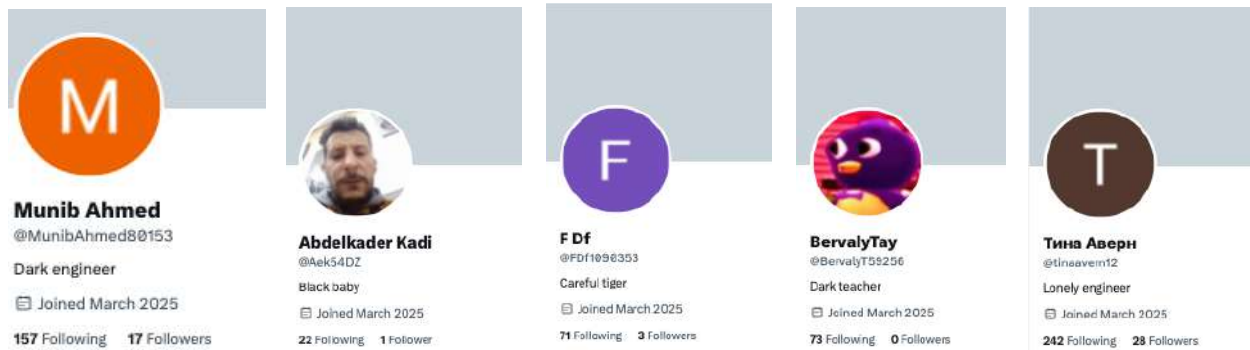 M
Munib Ahmed
@MunibAhmed80153
Dark engineer
Joined March 2025
157 Following 17 Followers
Abdelkader Kadi
@Aek54DZ
Black baby
Joined March 2025
22 Following 1 Follower
F
F Df
@FDf1096353
Careful tiger
Joined March 2025
71 Following 3 Followers
BervalyTay
@BervalyT59256
Dark teacher
Joined March 2025
73 Following 0 Followers
T
Тина Аверн
@tinaavern12
Lonely engineer
Joined March 2025
242 Following 28 Followers